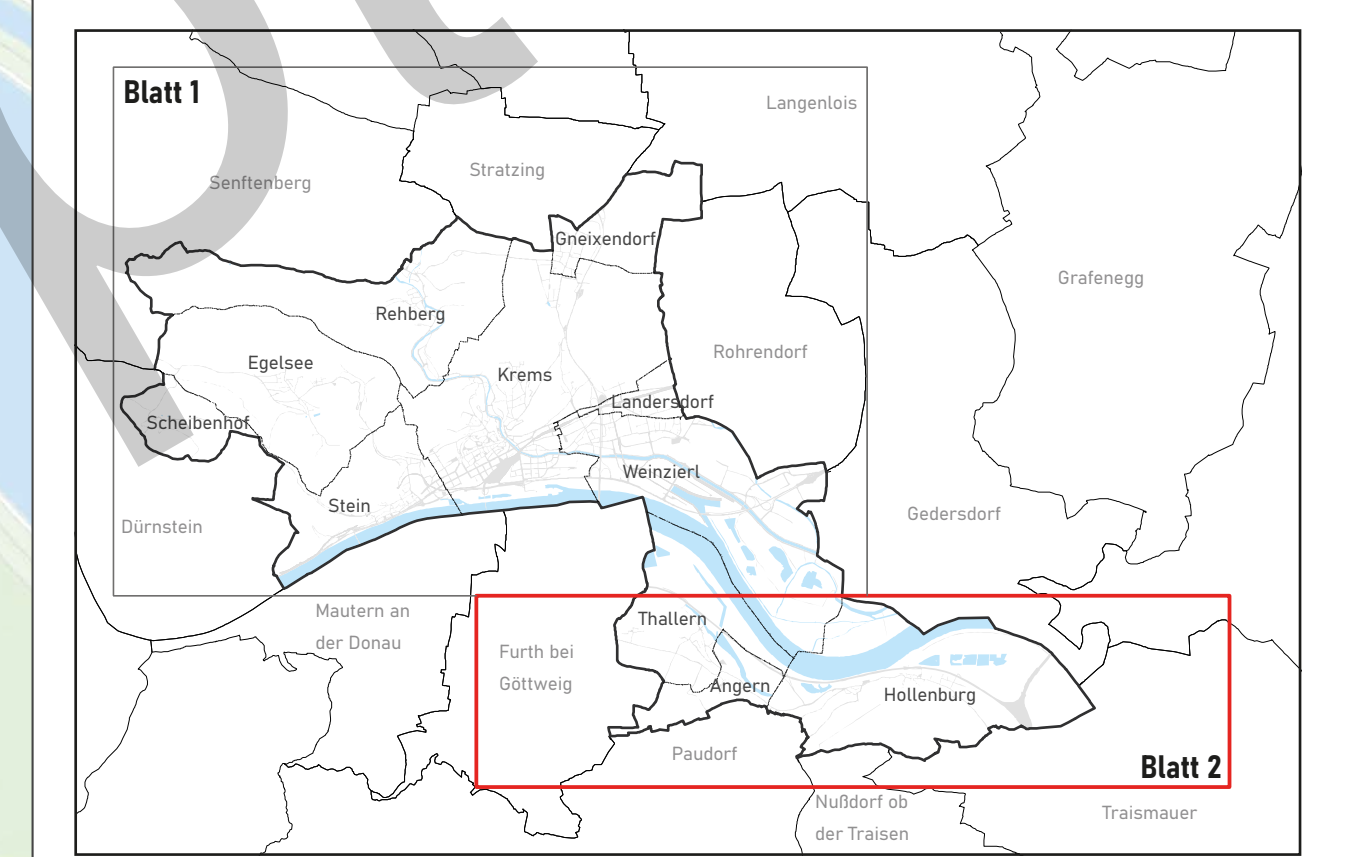 Blatt 1
Langenlois
Stratzing
Senftenberg
Gneixendorf
Grafenegg
Rehberg
Rohrendorf
Egelsee
Krems
Landersdorf
Scheibenhof
Weinzierl
Stein
Gedersdorf
Dürnstein
Mautern an
der Donau
Thallern
Furth bei
Göttweig
Angern
Hollenburg
Paudorf
Blatt 2
Nußdorf ob
der Traisen
Traismauer